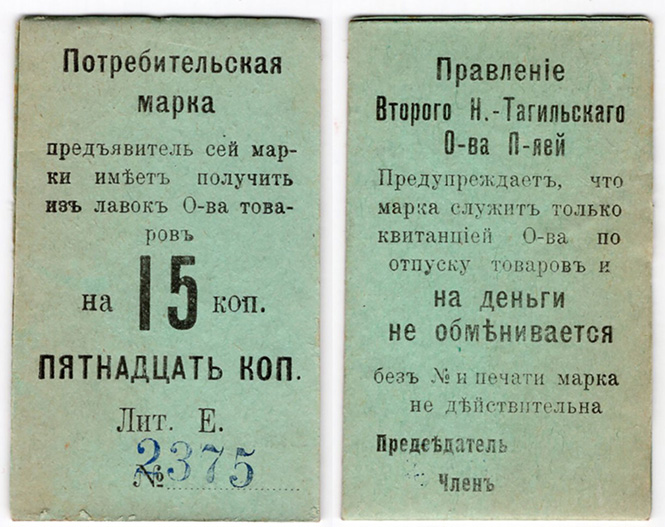 Потребительская
марка
предъявитель сей мар-
ки имѣетъ получить
изъ лавокъ О-ва това-
ровъ
на 15 коп.
ПЯТНАДЦАТЬ КОП.
Лит. Е.
№ 2375
Правленіе
Второго Н.-Тагильскаго
О-ва П-лей
Предупреждаетъ, что
марка служитъ только
квитанціей О-ва по
отпуску товаровъ и
на деньги
не обмѣнивается
безъ № и печати марка
не дѣйствительна
Предсѣдатель
Членъ